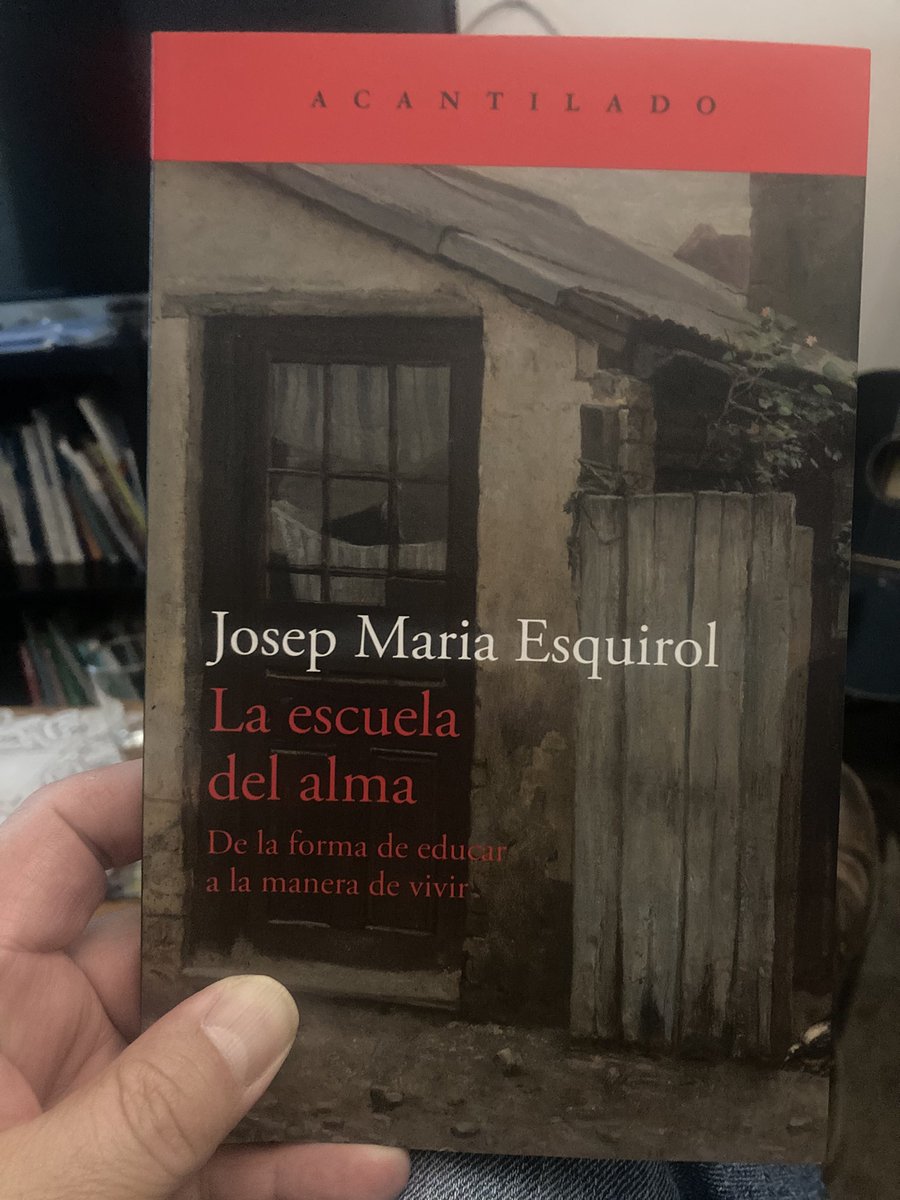 ACANTILADO
Josep Maria Esquirol
La escuela
del alma
De la forma de educar
a la manera de vivir